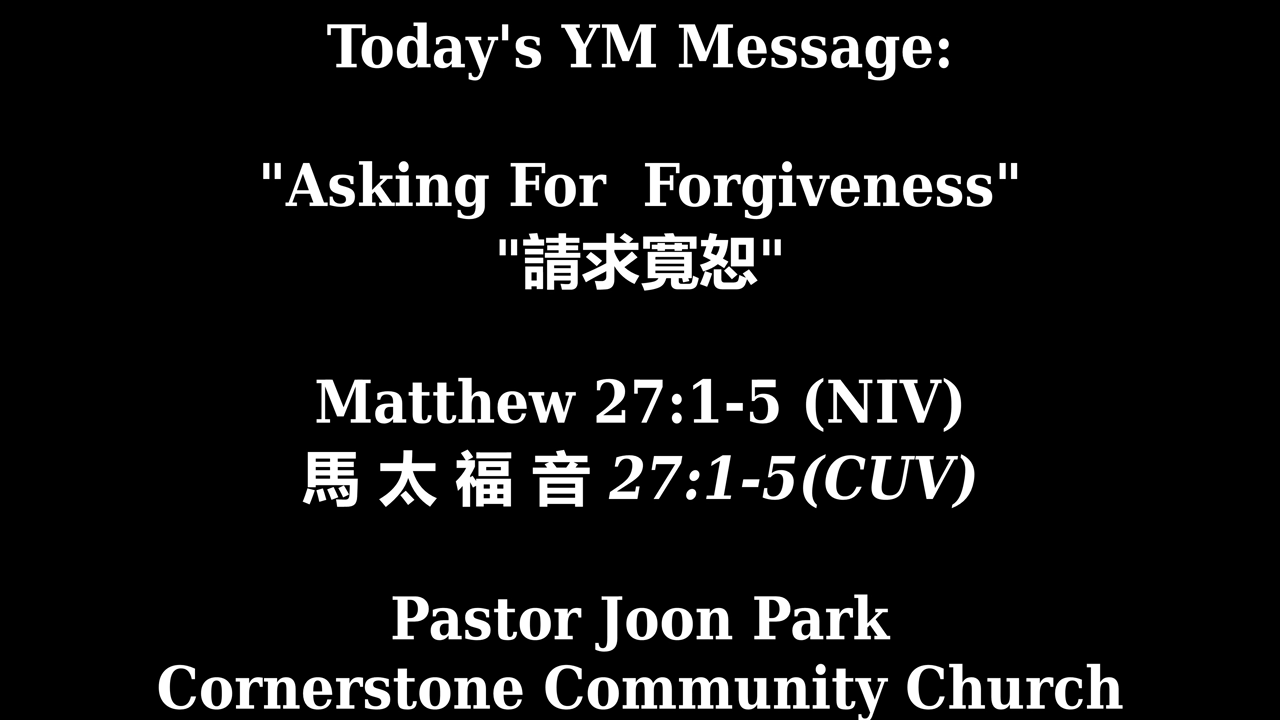 Today's YM Message:
"Asking For  Forgiveness"
"請求寬恕"
Matthew 27:1-5 (NIV)
馬 太 福 音 27:1-5(CUV)
Pastor Joon Park
Cornerstone Community Church